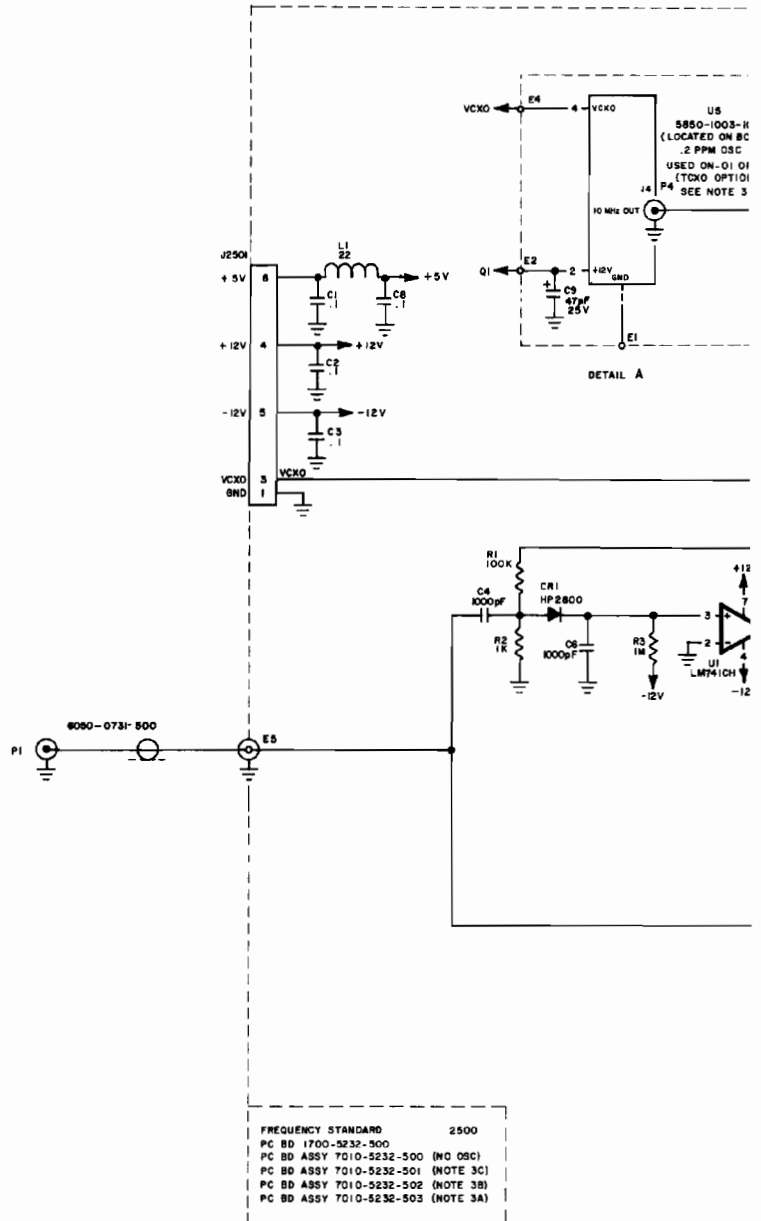 VCXO
E4
4
VCXO
U5
5850-1003-
(LOCATED ON
.2 PPM OSC
USED ON-01
(TCXO
SEE NOTE 3
J4
P4
10 MHz OUT
Q1
E2
2
+12V
GND
+
C9
47pF
25V
E1
DETAIL A
J2501
+5V
6
L1
22
+5V
C1
.1
C8
.1
+12V
4
+12V
C2
.1
-12V
5
-12V
C3
.1
VCXO
3
VCXO
GND
1
R1
100K
C4
1000pF
CR1
HP2800
R2
1K
C6
1000pF
R3
1M
-12V
+12
7
3
+
2
-
4
U1
LM741CH
-12
6050-0731-500
P1
E5
FREQUENCY STANDARD 2500
PC BD 1700-5232-500
PC BD ASSY 7010-5232-500 (NO OSC)
PC BD ASSY 7010-5232-501 (NOTE 3C)
PC BD ASSY 7010-5232-502 (NOTE 3B)
PC BD ASSY 7010-5232-503 (NOTE 3A)